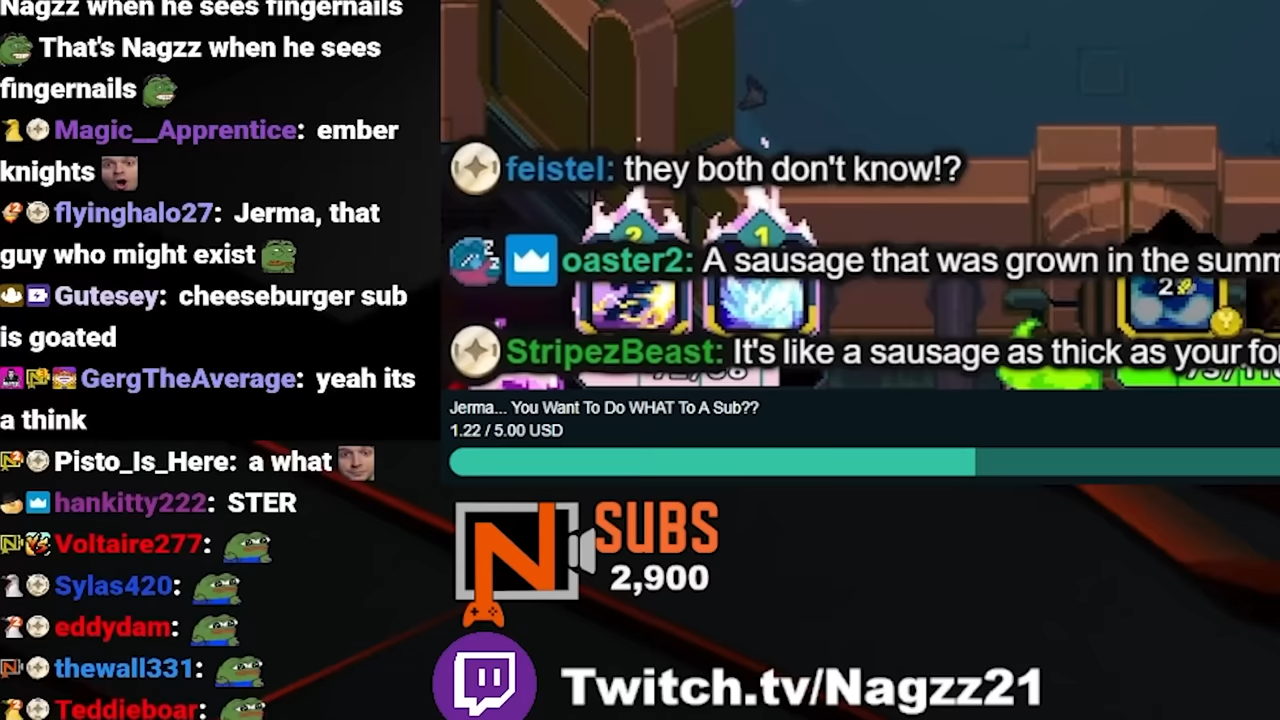 Nagzz when he sees fingernails
That's Nagzz when he sees
fingernails
Magic__Apprentice: ember
knights
flyinghalo27: Jerma, that
guy who might exist
Gutesey: cheeseburger sub
is goated
GergTheAverage: yeah its
a think
Pisto_Is_Here: a what
hankitty222: STER
Voltaire277:
Sylas420:
eddydam:
thewall331:
Teddieboar:
feistel: they both don't know!?
2
1
oaster2: A sausage that was grown in the summ
2
StripezBeast: It's like a sausage as thick as your fo
Jerma... You Want To Do WHAT To A Sub??
1.22 / 5.00 USD
N SUBS
2,900
Twitch.tv/Nagzz21